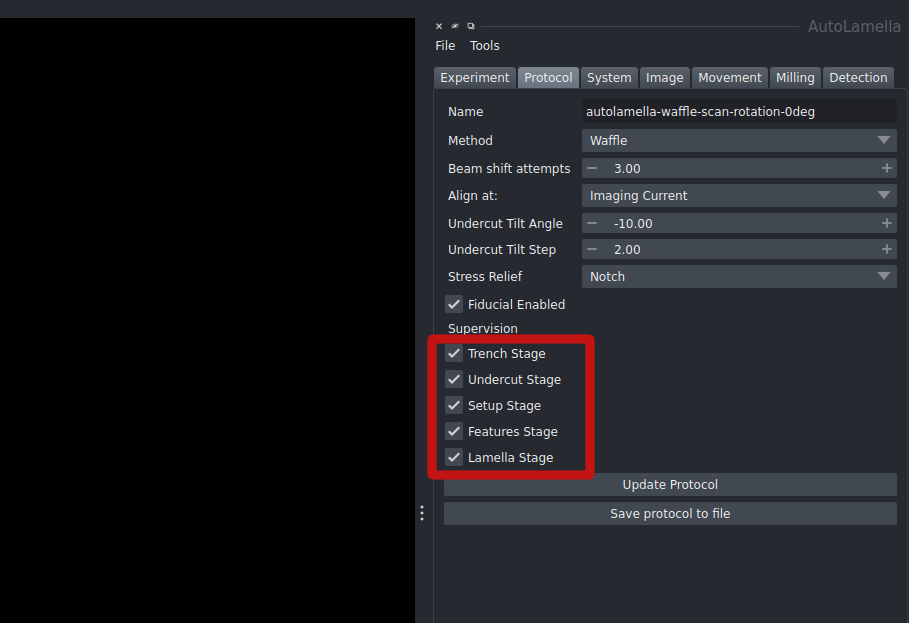 AutoLamella
File Tools
Experiment Protocol System Image Movement Milling Detection
Name autolamella-waffle-scan-rotation-0deg
Method Waffle
Beam shift attempts 3.00
Align at: Imaging Current
Undercut Tilt Angle -10.00
Undercut Tilt Step 2.00
Stress Relief Notch
Fiducial Enabled
Supervision
Trench Stage
Undercut Stage
Setup Stage
Features Stage
Lamella Stage
Update Protocol
Save protocol to file